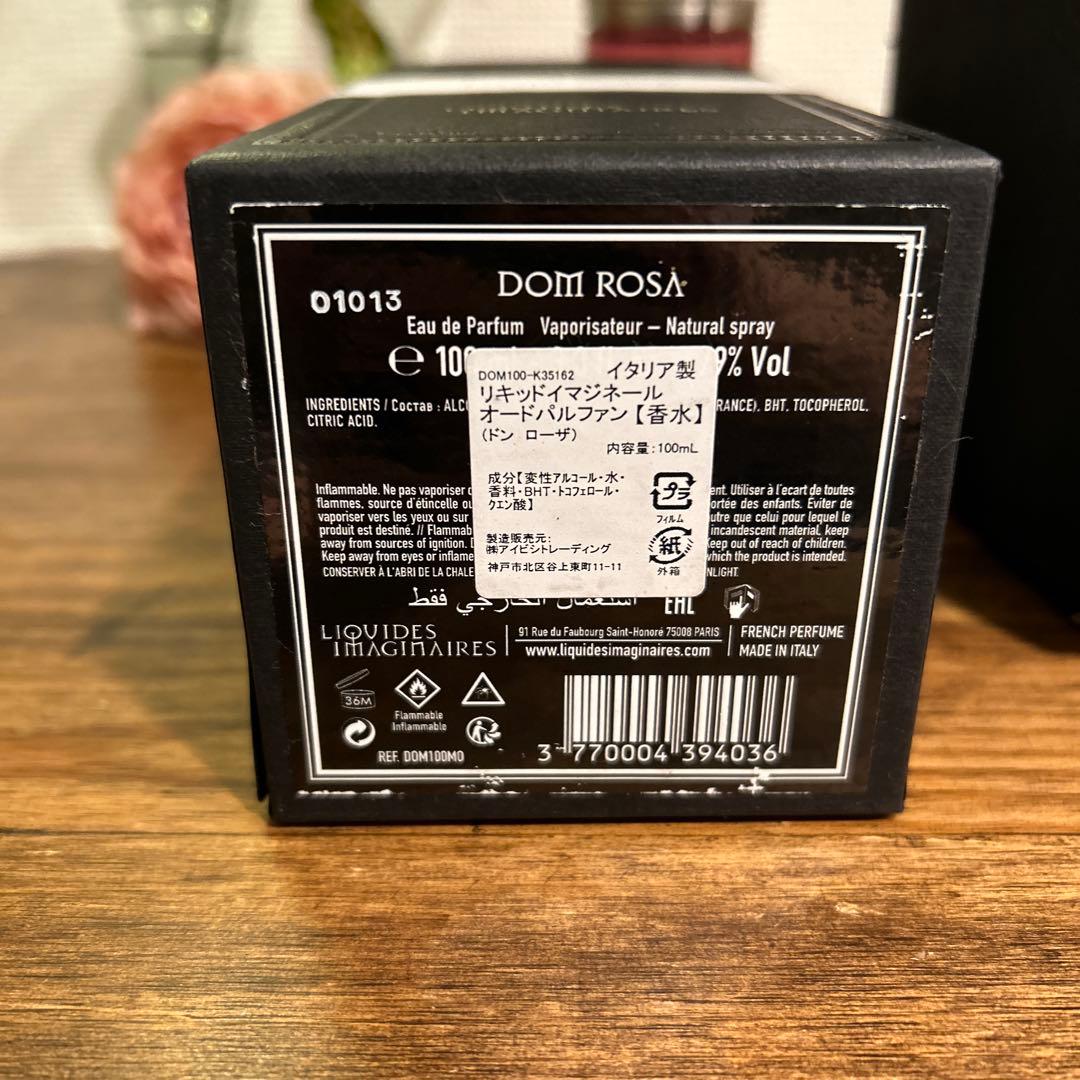 DOM ROSA
01013
Eau de Parfum Vaporisateur – Natural spray
℮ 100 9% Vol
DOM100-K35162 イタリア製
リキッドイマジネール
オードパルファン【香水】
(ドン ローザ)
内容量:100mL
成分【変性アルコール・水・
香料・BHT・トコフェロール・
クエン酸】
プラ
フィルム
製造販売元:
㈱アイビシトレーディング
神戸市北区谷上東町11-11
紙
外箱
INGREDIENTS / Состав : ALC RANCE), BHT, TOCOPHEROL,
CITRIC ACID.
Inflammable. Ne pas vaporiser ent. Utiliser à l'ecart de toutes
flammes, source d'étincelle ou portée des enfants. Eviter de
vaporiser vers les yeux ou sur autre que celui pour lequel le
produit est destiné. // Flammab incandescent material, keep
away from sources of ignition. Keep out of reach of children.
Keep away from eyes or inflame which the product is intended.
CONSERVER À L'ABRI DE LA CHALE NLIGHT.
استعمال الخارجي فقط
EAC
LIQUIDES
IMAGINAIRES
91 Rue du Faubourg Saint-Honoré 75008 PARIS
www.liquidesimaginaires.com
FRENCH PERFUME
MADE IN ITALY
36M
Flammable
Inflammable
REF. DOM100MO
3 770004 394036